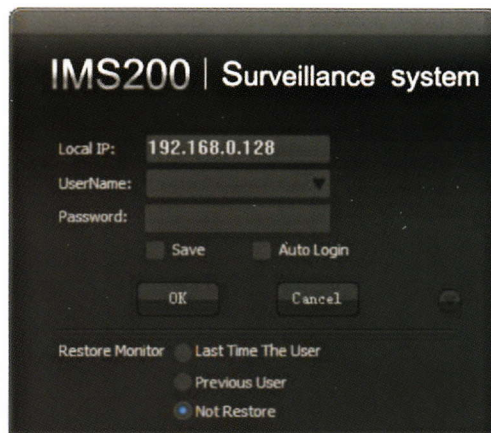 IMS200 | Surveillance system
Local IP: 192.168.0.128
UserName:
Password:
Save Auto Login
OK Cancel
Restore Monitor Last Time The User
Previous User
Not Restore